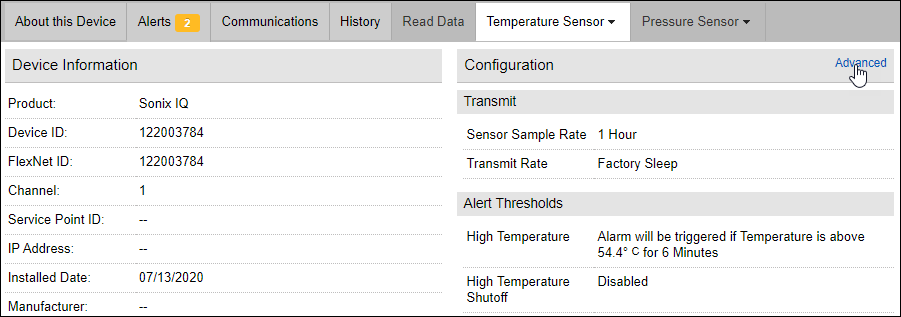 About this Device Alerts 2 Communications History Read Data Temperature Sensor Pressure Sensor
Device Information
Product: Sonix IQ
Device ID: 122003784
FlexNet ID: 122003784
Channel: 1
Service Point ID: --
IP Address: --
Installed Date: 07/13/2020
Manufacturer: --
Configuration Advanced
Transmit
Sensor Sample Rate 1 Hour
Transmit Rate Factory Sleep
Alert Thresholds
High Temperature Alarm will be triggered if Temperature is above
54.4° C for 6 Minutes
High Temperature Disabled
Shutoff